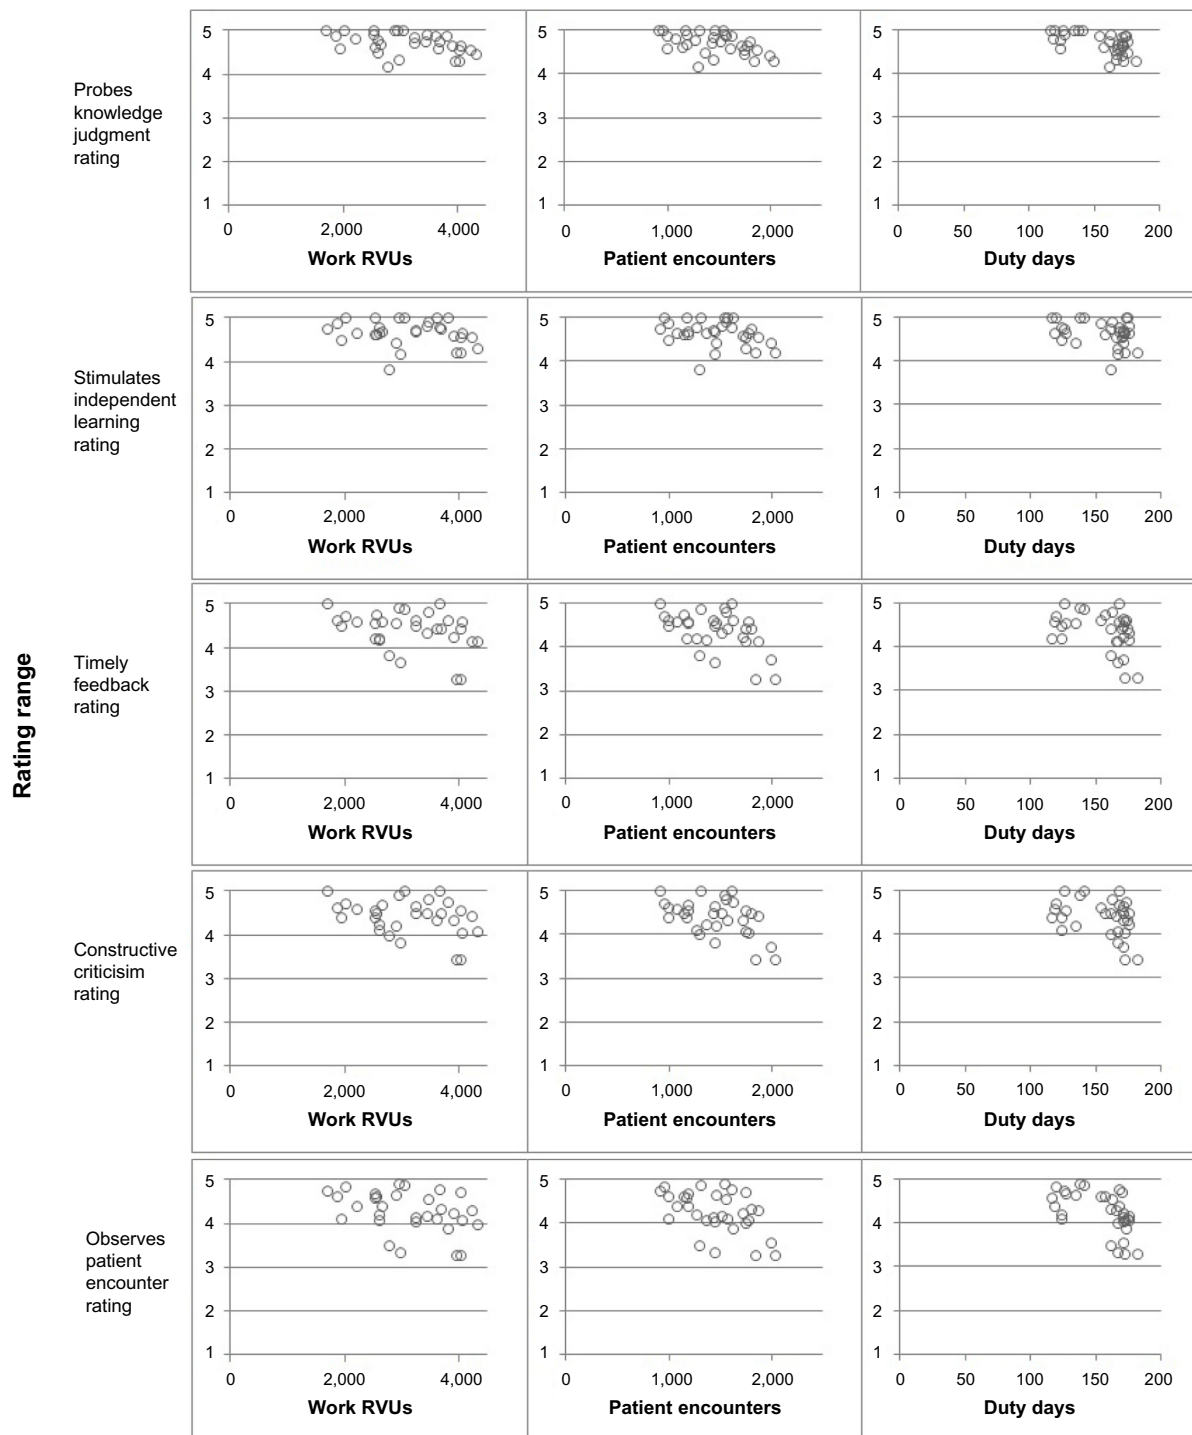 Rating range
Probes
knowledge
judgment
rating
5
4
3
2
1
0 2,000 4,000
Work RVUs
5
4
3
2
1
0 1,000 2,000
Patient encounters
5
4
3
2
1
0 50 100 150 200
Duty days
Stimulates
independent
learning
rating
5
4
3
2
1
0 2,000 4,000
Work RVUs
5
4
3
2
1
0 1,000 2,000
Patient encounters
5
4
3
2
1
0 50 100 150 200
Duty days
Timely
feedback
rating
5
4
3
2
1
0 2,000 4,000
Work RVUs
5
4
3
2
1
0 1,000 2,000
Patient encounters
5
4
3
2
1
0 50 100 150 200
Duty days
Constructive
criticisim
rating
5
4
3
2
1
0 2,000 4,000
Work RVUs
5
4
3
2
1
0 1,000 2,000
Patient encounters
5
4
3
2
1
0 50 100 150 200
Duty days
Observes
patient
encounter
rating
5
4
3
2
1
0 2,000 4,000
Work RVUs
5
4
3
2
1
0 1,000 2,000
Patient encounters
5
4
3
2
1
0 50 100 150 200
Duty days